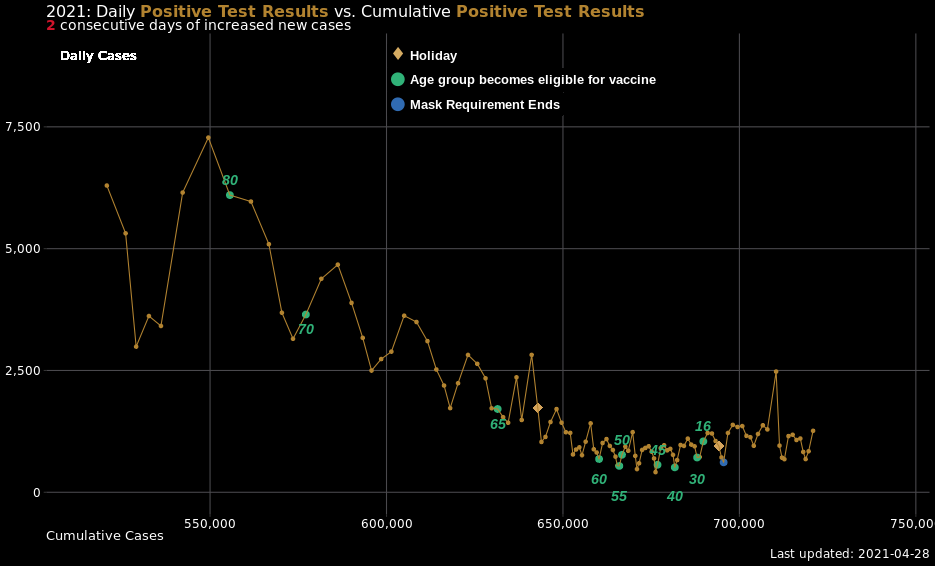 2021: Daily Positive Test Results vs. Cumulative Positive Test Results
2 consecutive days of increased new cases
Daily Cases
Holiday
Age group becomes eligible for vaccine
Mask Requirement Ends
7,500
5,000
2,500
0
80
70
65
60
55
50
45
40
30
16
550,000
600,000
650,000
700,000
750,00
Cumulative Cases
Last updated: 2021-04-28